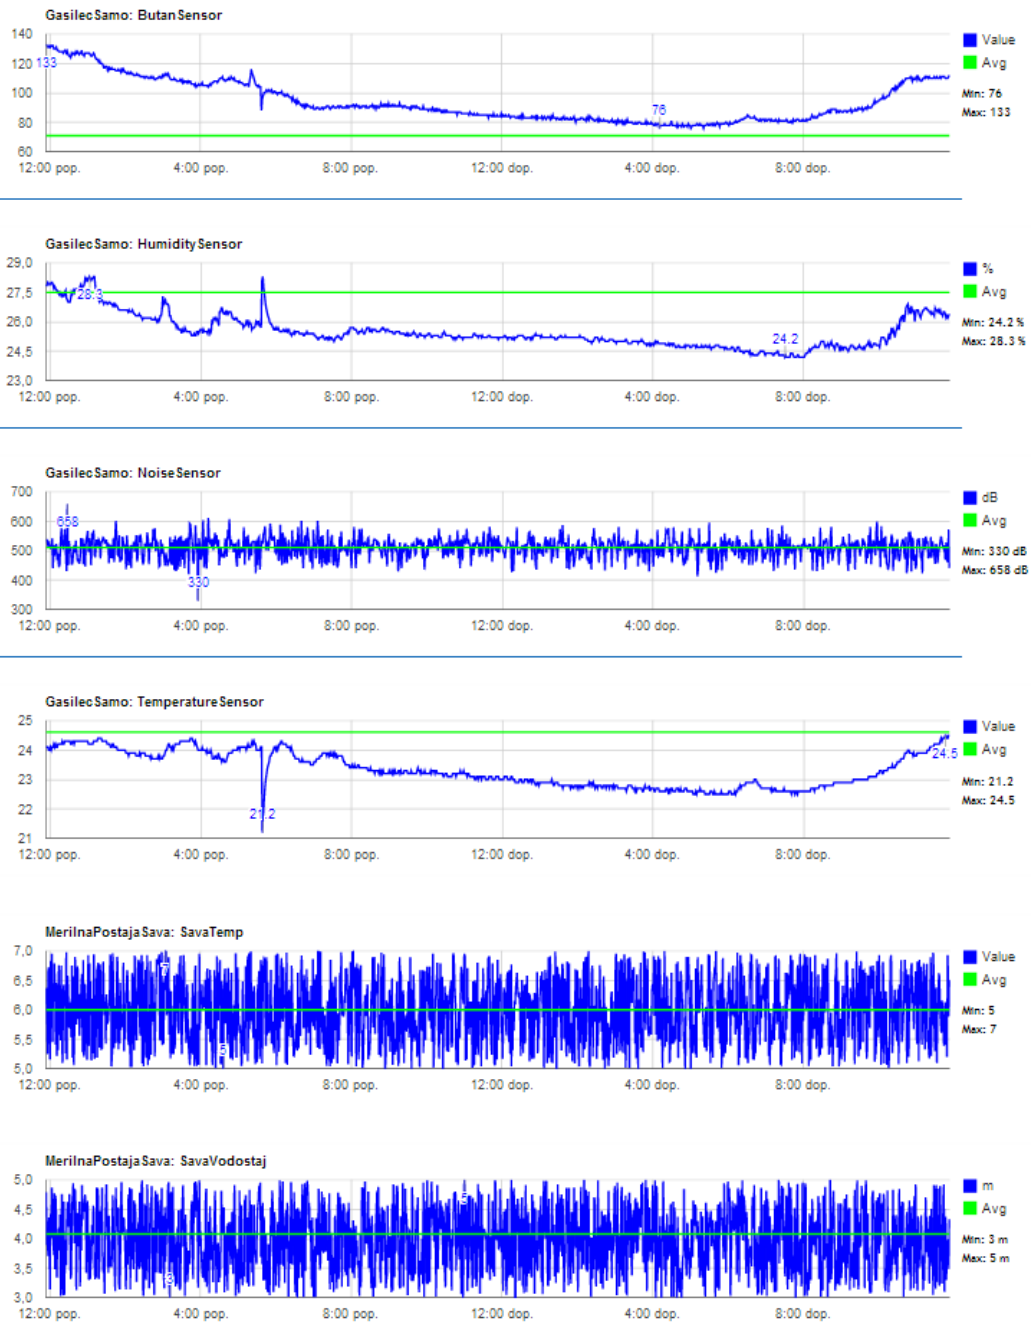 GasilecSamo: ButanSensor
140
120
100
80
60
133
76
12:00 pop. 4:00 pop. 8:00 pop. 12:00 dop. 4:00 dop. 8:00 dop.
Value
Avg
Min: 76
Max: 133
GasilecSamo: HumiditySensor
29,0
27,5
26,0
24,5
23,0
28.3
24.2
12:00 pop. 4:00 pop. 8:00 pop. 12:00 dop. 4:00 dop. 8:00 dop.
%
Avg
Min: 24.2 %
Max: 28.3 %
GasilecSamo: NoiseSensor
700
600
500
400
300
658
330
12:00 pop. 4:00 pop. 8:00 pop. 12:00 dop. 4:00 dop. 8:00 dop.
dB
Avg
Min: 330 dB
Max: 658 dB
GasilecSamo: TemperatureSensor
25
24
23
22
21
21.2
24.5
12:00 pop. 4:00 pop. 8:00 pop. 12:00 dop. 4:00 dop. 8:00 dop.
Value
Avg
Min: 21.2
Max: 24.5
MerilnaPostajaSava: SavaTemp
7,0
6,5
6,0
5,5
5,0
7
5
12:00 pop. 4:00 pop. 8:00 pop. 12:00 dop. 4:00 dop. 8:00 dop.
Value
Avg
Min: 5
Max: 7
MerilnaPostajaSava: SavaVodostaj
5,0
4,5
4,0
3,5
3,0
5
3
12:00 pop. 4:00 pop. 8:00 pop. 12:00 dop. 4:00 dop. 8:00 dop.
m
Avg
Min: 3 m
Max: 5 m